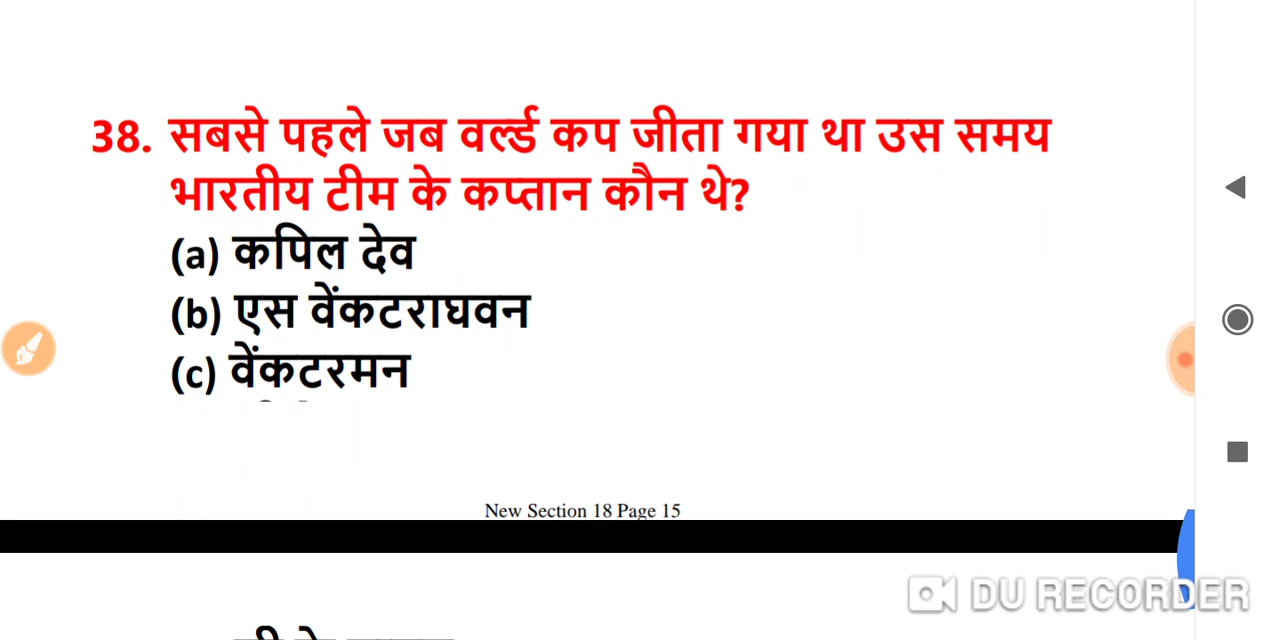 38. सबसे पहले जब वर्ल्ड कप जीता गया था उस समय
भारतीय टीम के कप्तान कौन थे?
(a) कपिल देव
(b) एस वेंकटराघवन
(c) वेंकटरमन
New Section 18 Page 15
DU RECORDER